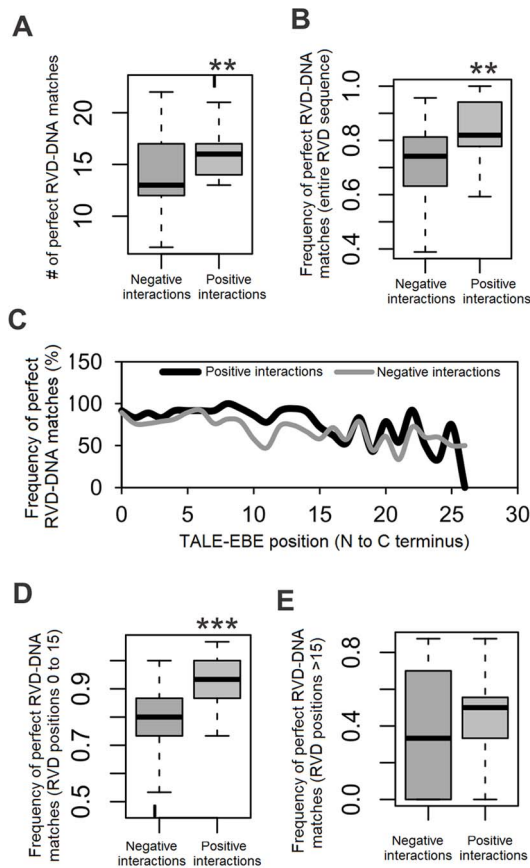 A
# of perfect RVD-DNA matches
20
15
10
**
Negative interactions
Positive interactions
B
Frequency of perfect RVD-DNA
matches (entire RVD sequence)
1.0
0.8
0.6
0.4
**
Negative interactions
Positive interactions
C
Frequency of perfect
RVD-DNA matches (%)
150
100
50
0
Positive interactions
Negative interactions
0 5 10 15 20 25 30
TALE-EBE position (N to C terminus)
D
Frequency of perfect RVD-DNA
matches (RVD positions 0 to 15)
0.9
0.7
0.5
***
Negative interactions
Positive interactions
E
Frequency of perfect RVD-DNA
matches (RVD positions >15)
0.8
0.4
0.0
Negative interactions
Positive interactions